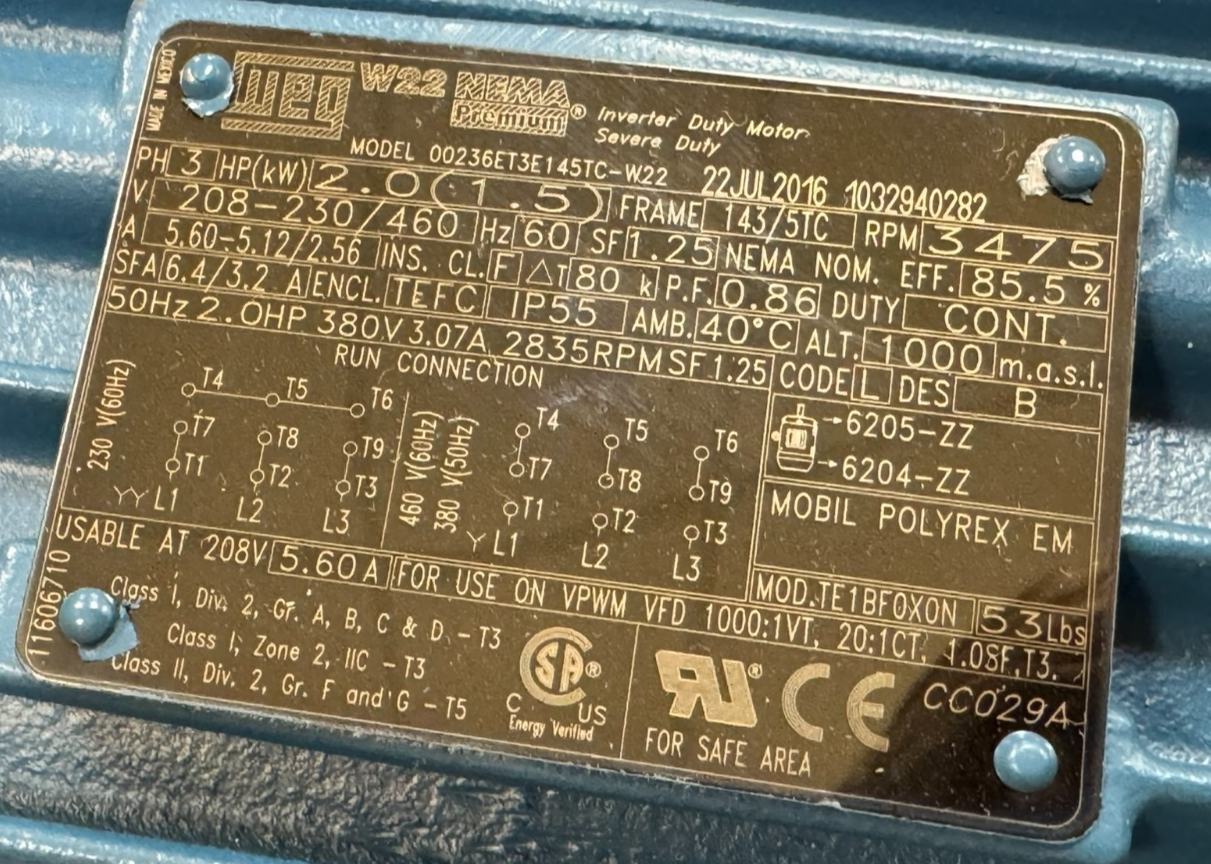 MADE IN MEXICO
WEG W22 NEMA Premium® Inverter Duty Motor
Severe Duty
MODEL 00236ET3E145TC-W22 22JUL2016 1032940282
PH 3 HP(kW) 2.0(1.5) FRAME 143/5TC RPM 3475
V 208-230/460 Hz 60 SF 1.25 NEMA NOM. EFF. 85.5 %
A 5.60-5.12/2.56 INS. CL. F △T 80 k P.F. 0.86 DUTY CONT.
SFA 6.4/3.2 A ENCL. TEFC IP55 AMB. 40°C ALT. 1000 m.a.s.l.
50Hz 2.0HP 380V 3.07A 2835RPM SF 1.25 CODE L DES B
RUN CONNECTION
230 V(60Hz)
T4 T5 T6
T7 T8 T9
T1 T2 T3
YY L1 L2 L3
460 V(60Hz)
380 V(50Hz)
T4 T5 T6
T7 T8 T9
T1 T2 T3
Y L1 L2 L3
6205-ZZ
6204-ZZ
MOBIL POLYREX EM
MOD.TE1BF0X0N 53Lbs
USABLE AT 208V 5.60 A FOR USE ON VPWM VFD 1000:1VT, 20:1CT, 1.0SF,T3.
11606710
Class I, Div. 2, Gr. A, B, C & D - T3
Class I, Zone 2, IIC - T3
Class II, Div. 2, Gr. F and G - T5
SA®
C US
Energy Verified
RU® CE CC029A
FOR SAFE AREA